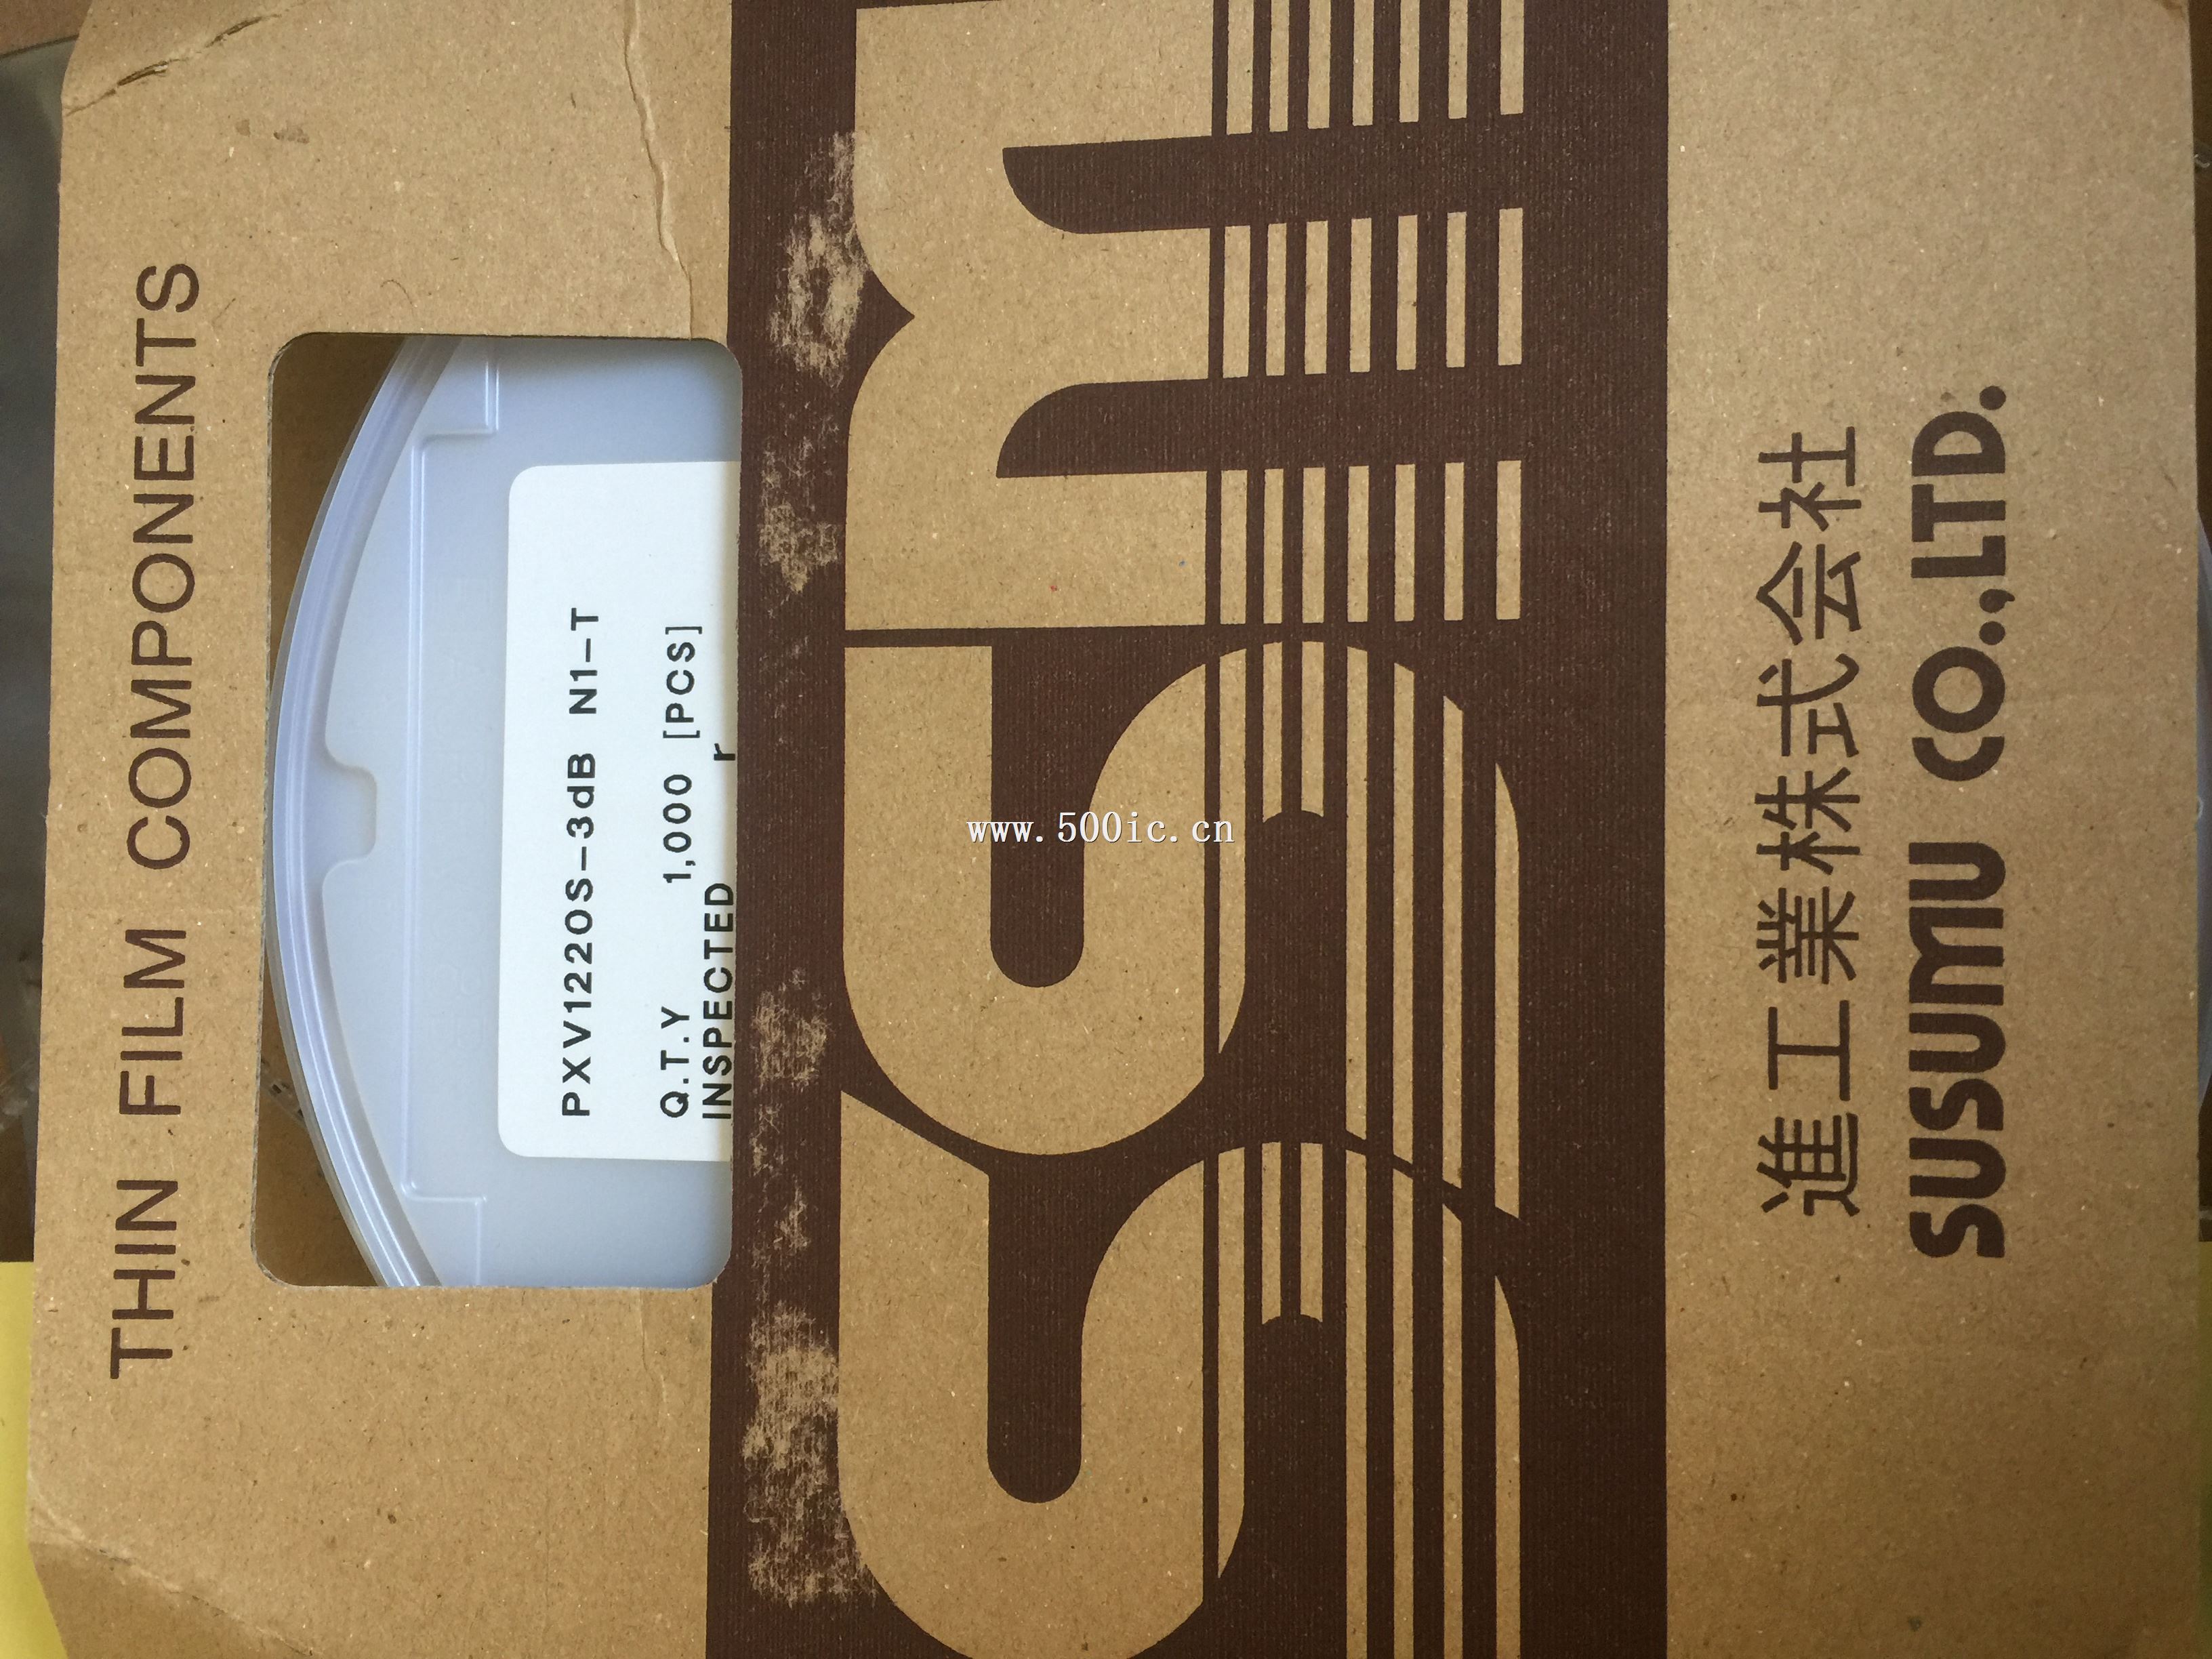 THIN FILM COMPONENTS
PXV1220S-3dB N1-T
Q.T.Y 1,000 [PCS]
INSPECTED
SSM
www.500ic.cn
進工業株式会社
SUSUMU CO.,LTD.